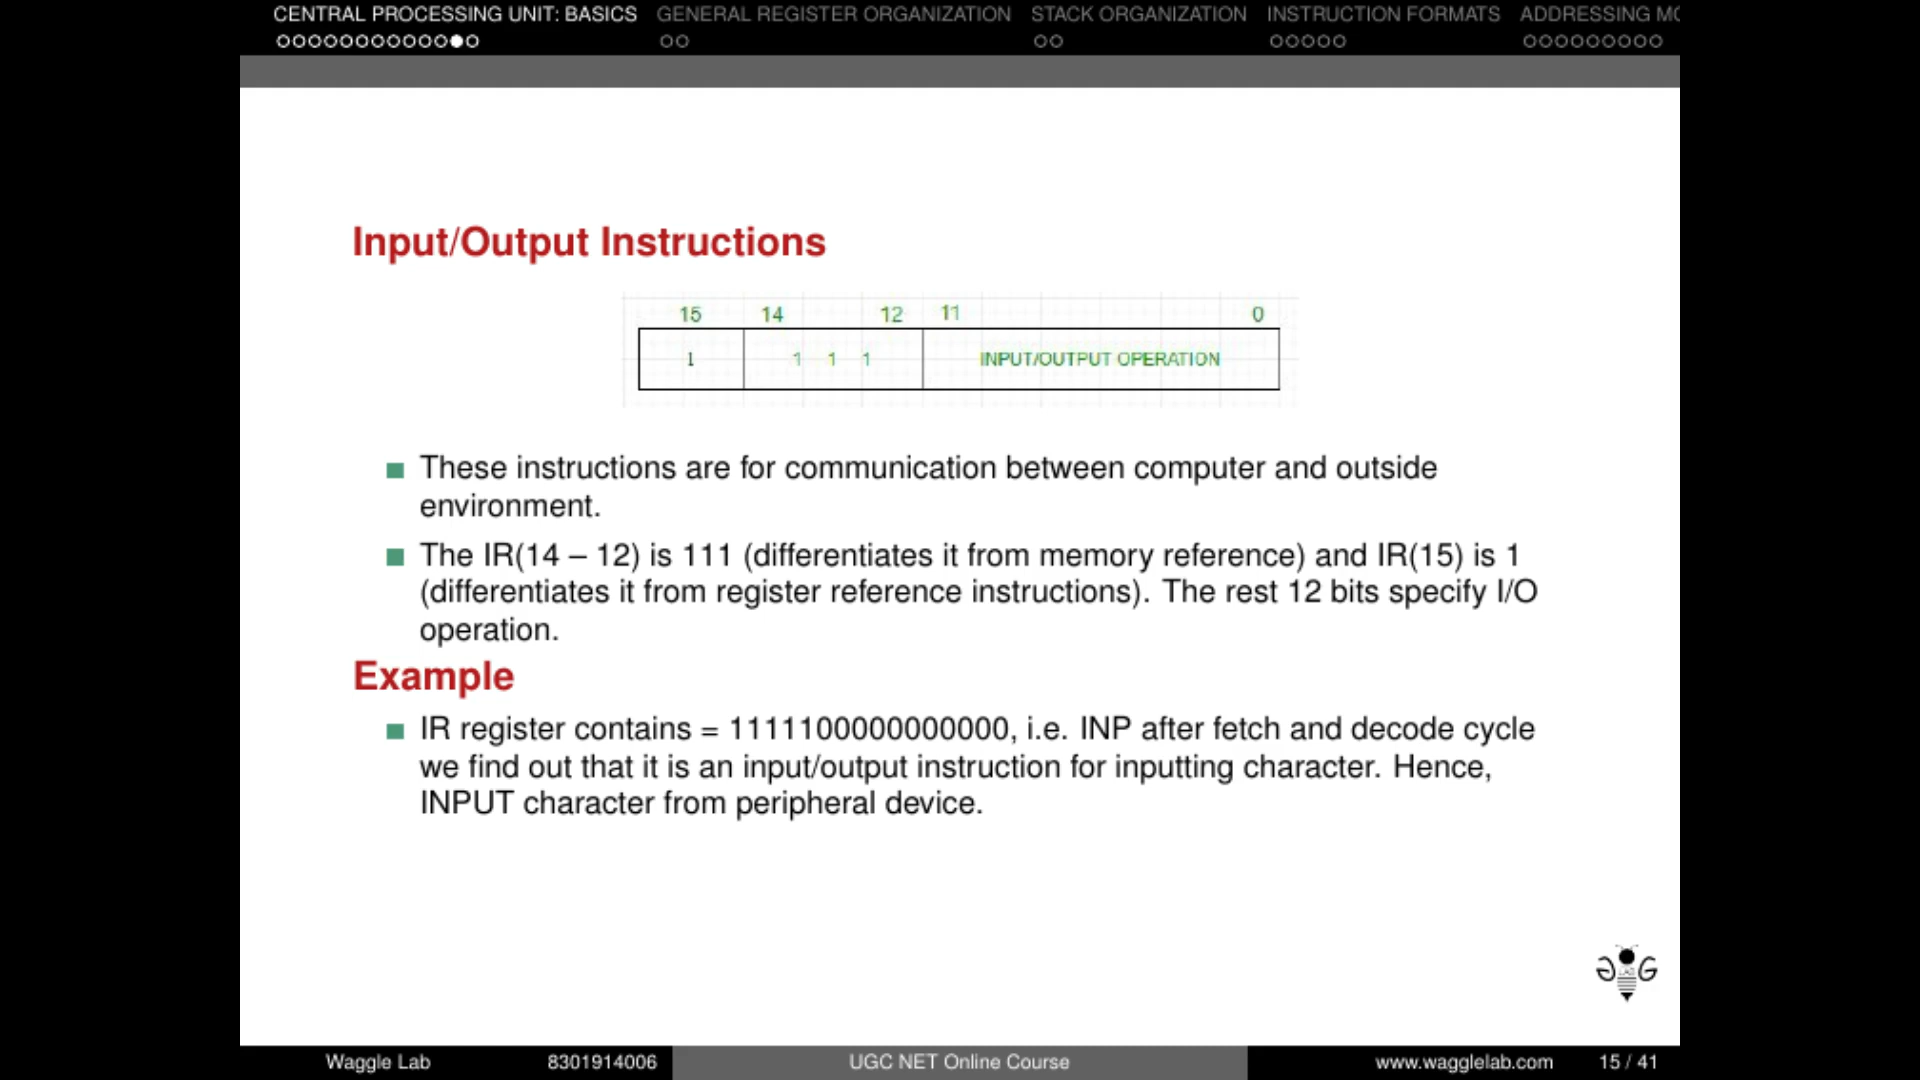 CENTRAL PROCESSING UNIT: BASICS GENERAL REGISTER ORGANIZATION STACK ORGANIZATION INSTRUCTION FORMATS ADDRESSING MO
Input/Output Instructions
15 14 12 11 0
1 1 1 1 INPUT/OUTPUT OPERATION
These instructions are for communication between computer and outside
environment.
The IR(14 – 12) is 111 (differentiates it from memory reference) and IR(15) is 1
(differentiates it from register reference instructions). The rest 12 bits specify I/O
operation.
Example
IR register contains = 1111100000000000, i.e. INP after fetch and decode cycle
we find out that it is an input/output instruction for inputting character. Hence,
INPUT character from peripheral device.
Waggle Lab 8301914006 UGC NET Online Course www.wagglelab.com 15 / 41